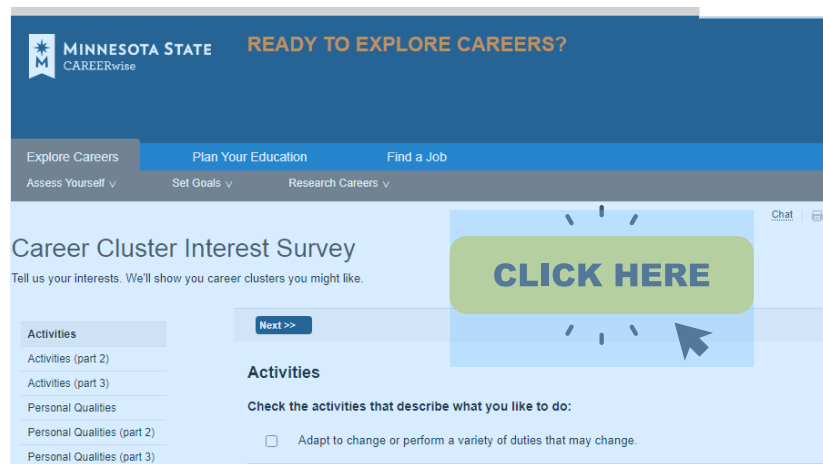 READY TO EXPLORE CAREERS?
MINNESOTA STATE
CAREERwise
M
Explore Careers Plan Your Education Find a Job
Assess Yourself v Set Goals v Research Careers v
Chat
Career Cluster Interest Survey
Tell us your interests. We'll show you career clusters you might like.
CLICK HERE
Next >>
Activities
Activities (part 2)
Activities (part 3)
Personal Qualities
Personal Qualities (part 2)
Personal Qualities (part 3)
Activities
Check the activities that describe what you like to do:
Adapt to change or perform a variety of duties that may change.